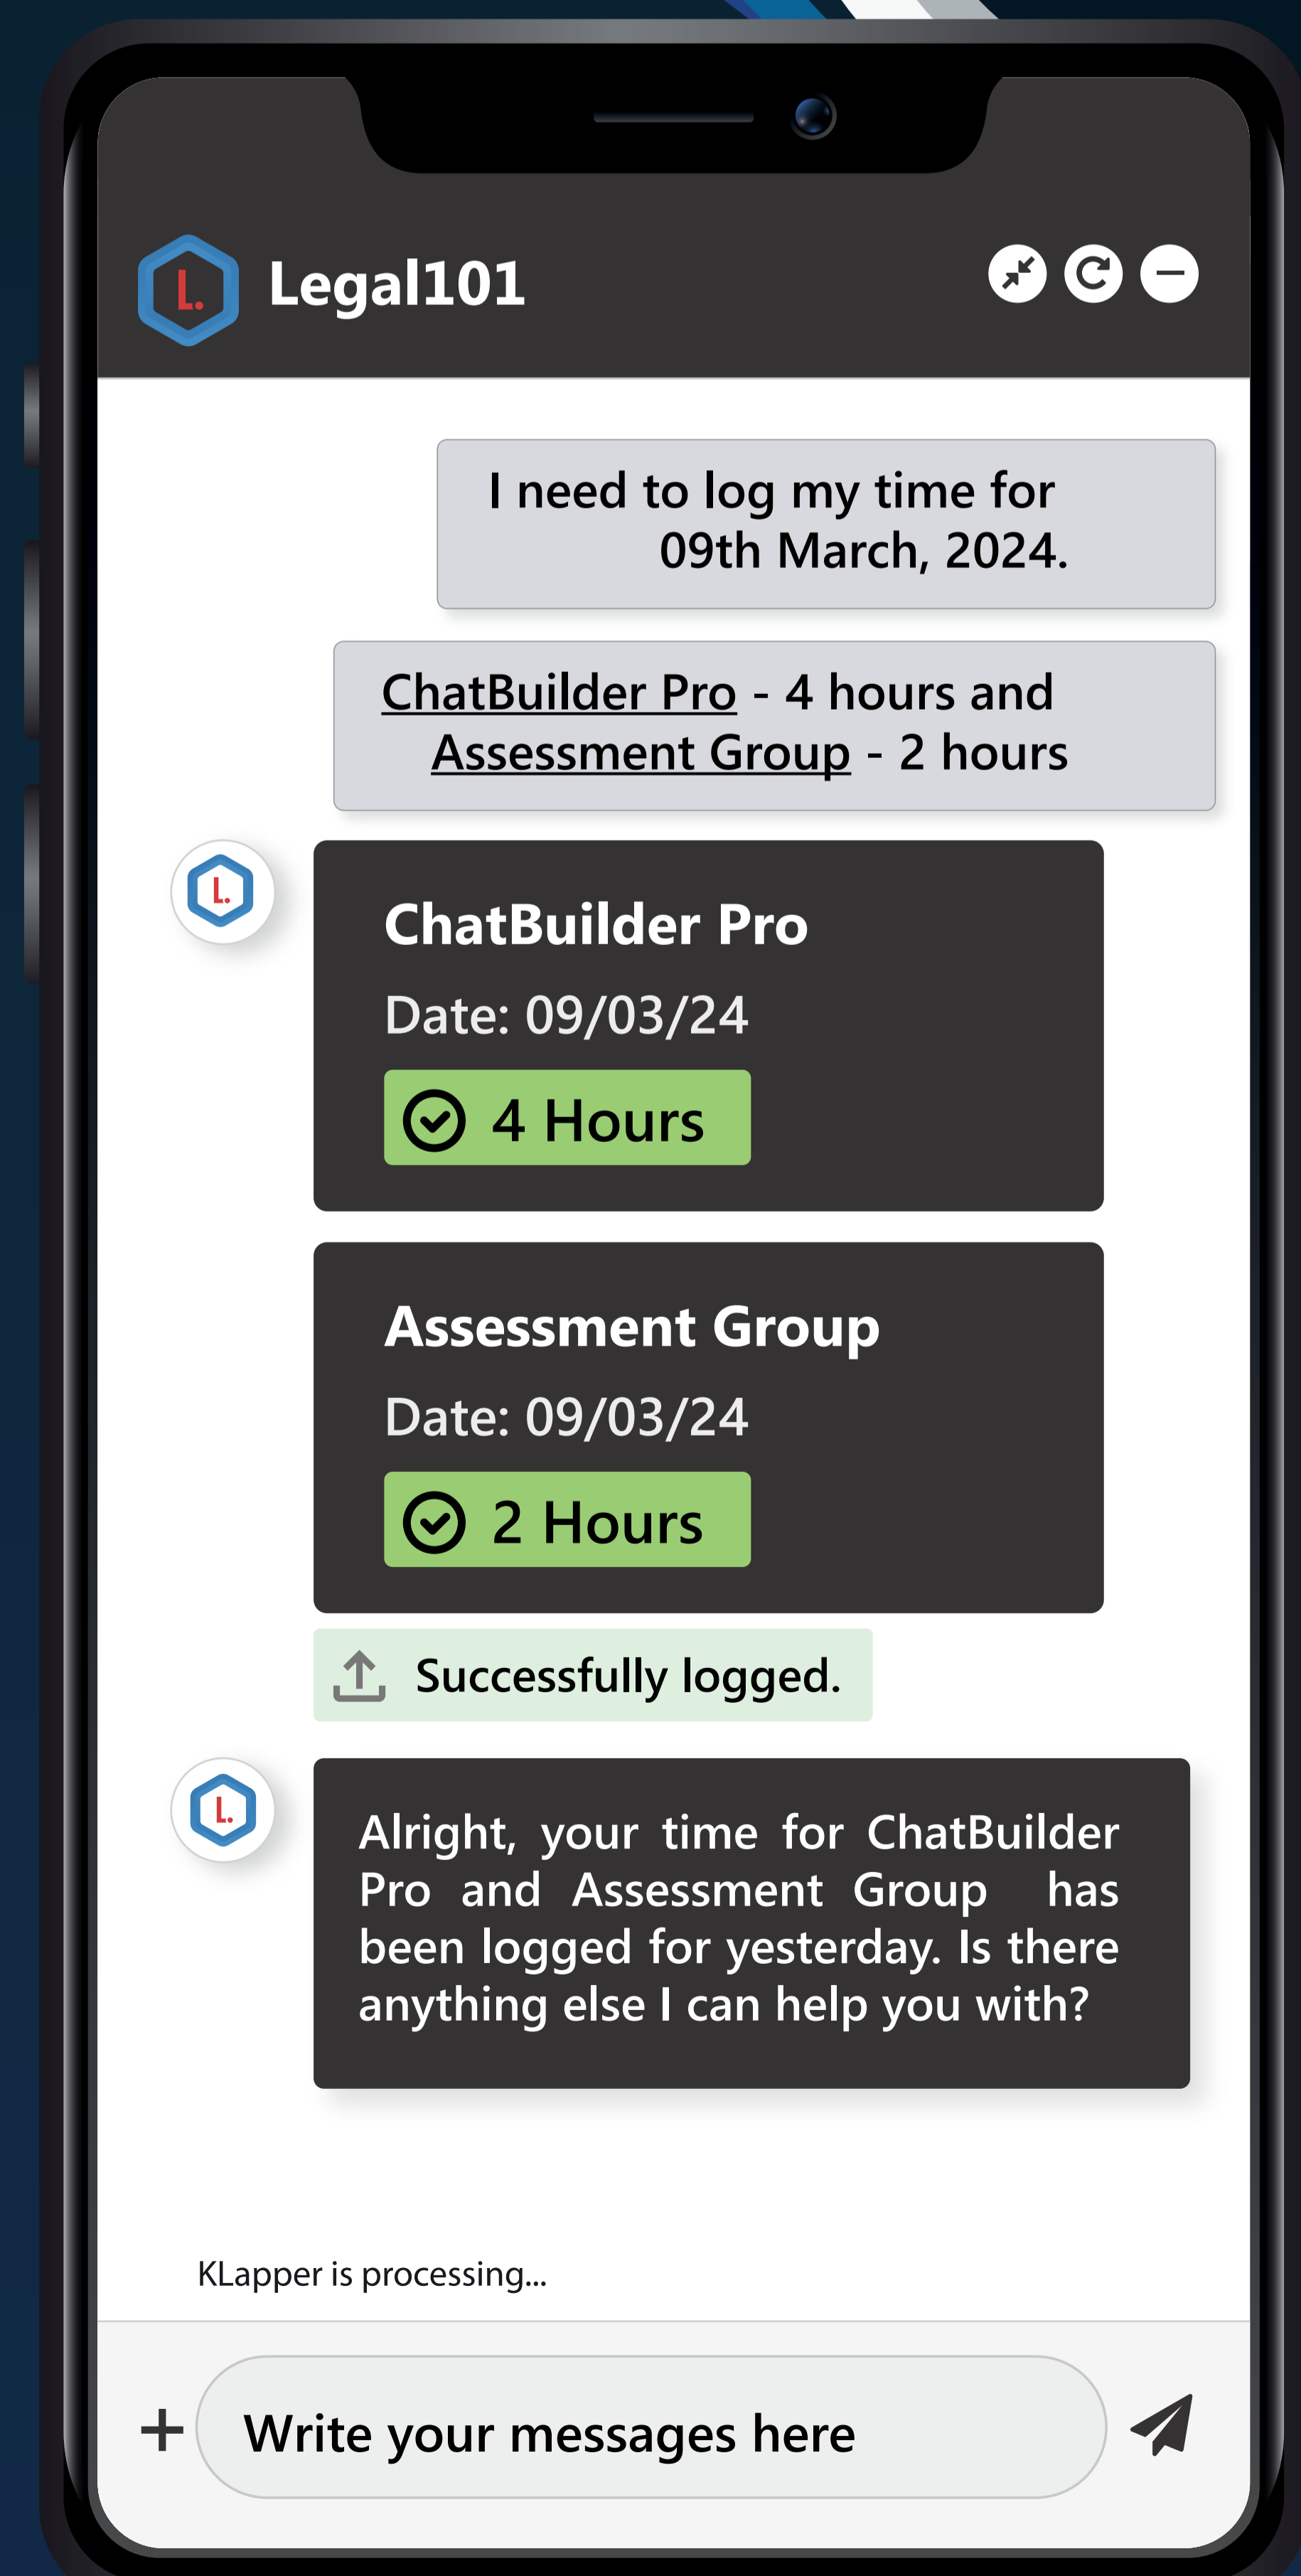 L.
Legal101
I need to log my time for
09th March, 2024.
ChatBuilder Pro - 4 hours and
Assessment Group - 2 hours
L.
ChatBuilder Pro
Date: 09/03/24
4 Hours
Assessment Group
Date: 09/03/24
2 Hours
Successfully logged.
L.
Alright, your time for ChatBuilder
Pro and Assessment Group has
been logged for yesterday. Is there
anything else I can help you with?
KLapper is processing...
+
Write your messages here